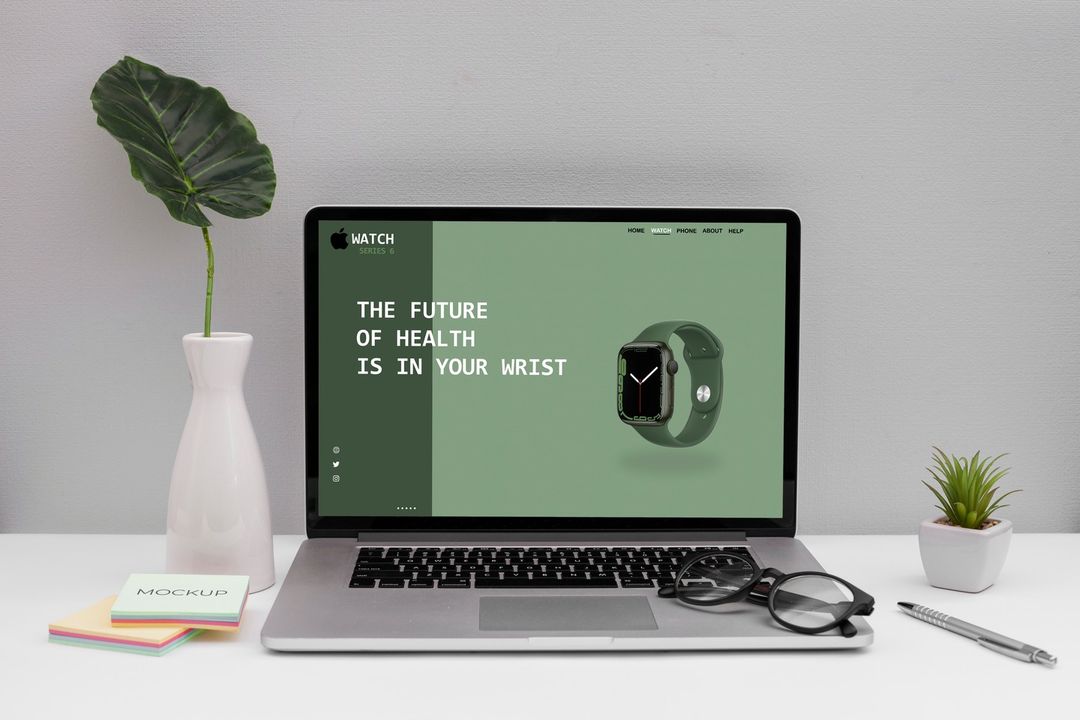 WATCH
SERIES 6
HOME WATCH PHONE ABOUT HELP
THE FUTURE
OF HEALTH
IS IN YOUR WRIST
MOCKUP